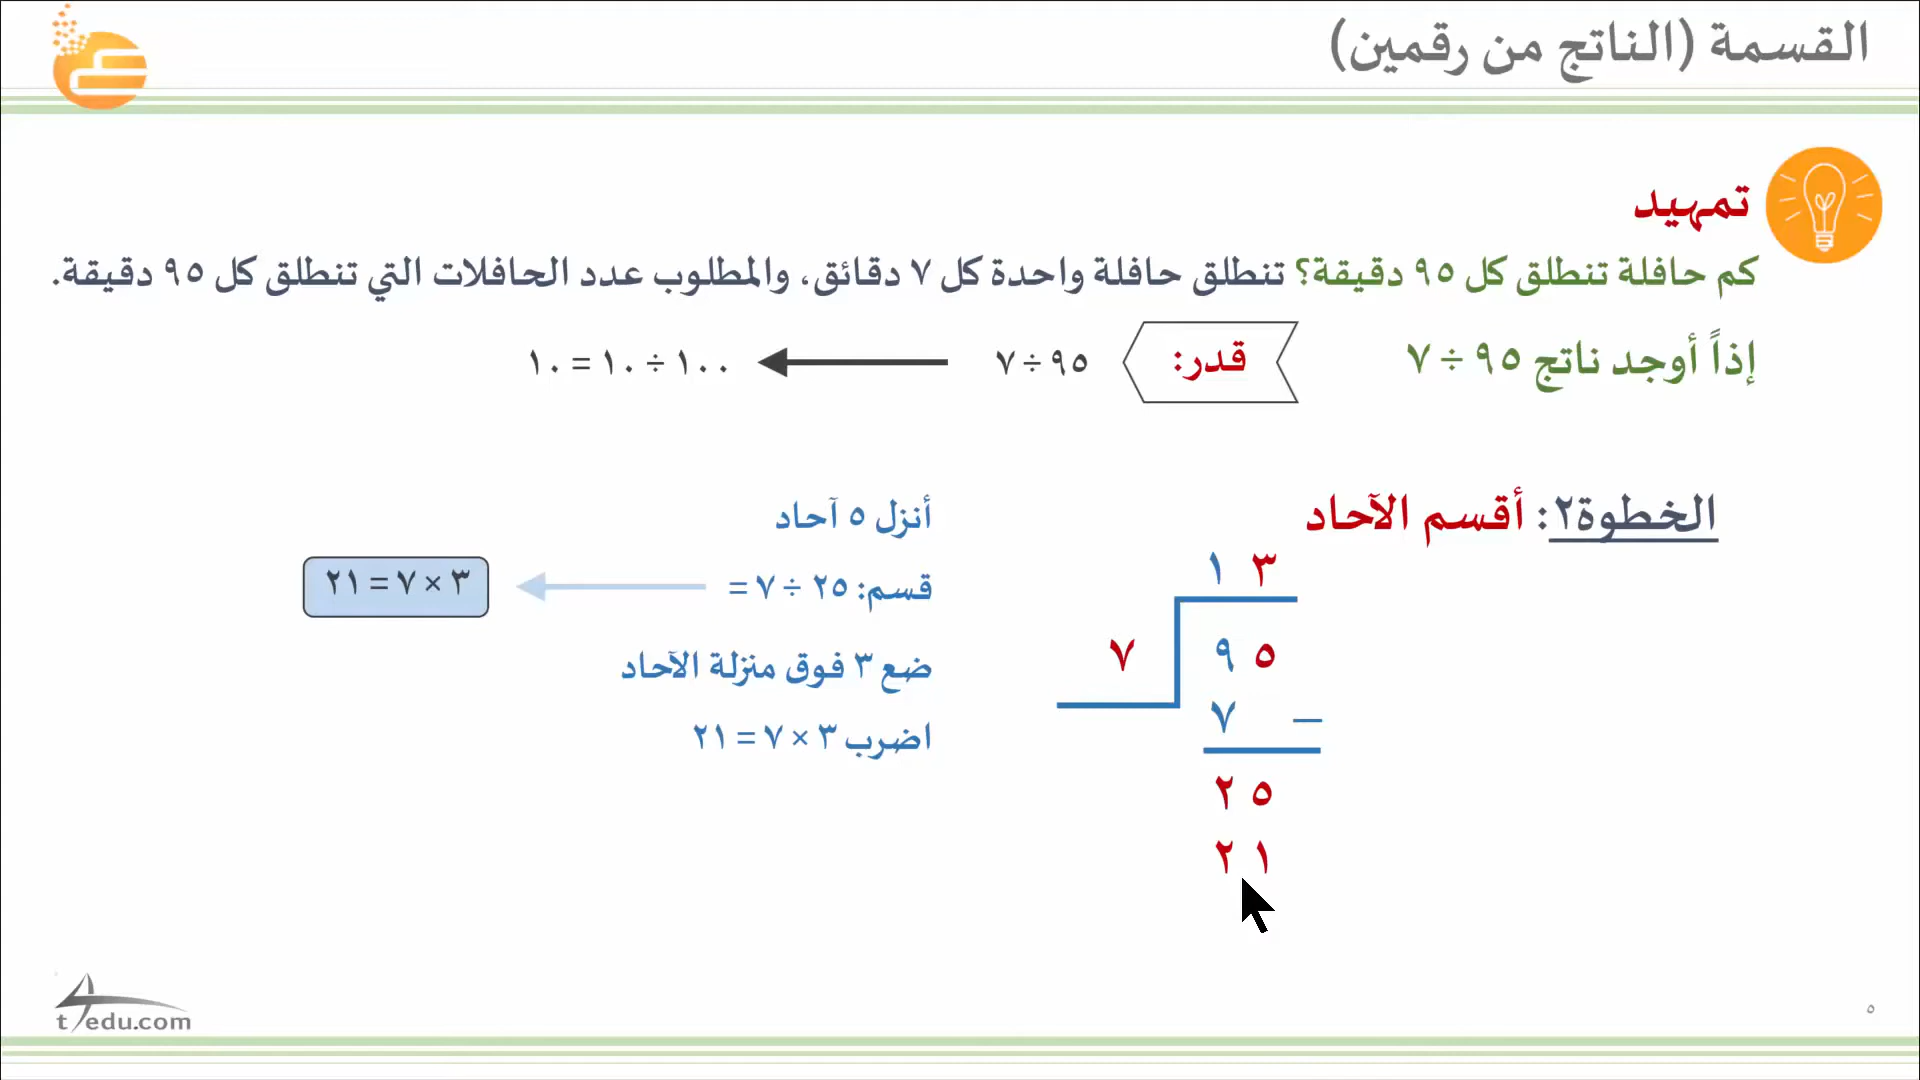 القسمة (الناتج من رقمين)
تمهيد
كم حافلة تنطلق كل ٩٥ دقيقة؟ تنطلق حافلة واحدة كل ٧ دقائق، والمطلوب عدد الحافلات التي تنطلق كل ٩٥ دقيقة.
إذاً أوجد ناتج ٩٥ ÷ ٧
قدر:
٩٥ ÷ ٧
١٠٠ ÷ ١٠ = ١٠
الخطوة٢: أقسم الآحاد
١ ٣
٧
٩ ٥
٧ –
٢ ٥
٢ ١
أنزل ٥ آحاد
قسم: ٢٥ ÷ ٧ =
٣ × ٧ = ٢١
ضع ٣ فوق منزلة الآحاد
اضرب ٣ × ٧ = ٢١
t4edu.com
٥